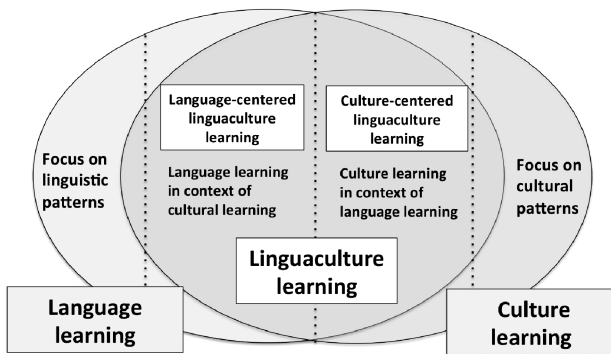 Language-centered
linguaculture
learning
Culture-centered
linguaculture
learning
Focus on
linguistic
patterns
Language learning
in context of
cultural learning
Culture learning
in context of
language learning
Focus on
cultural
patterns
Linguaculture
learning
Language
learning
Culture
learning